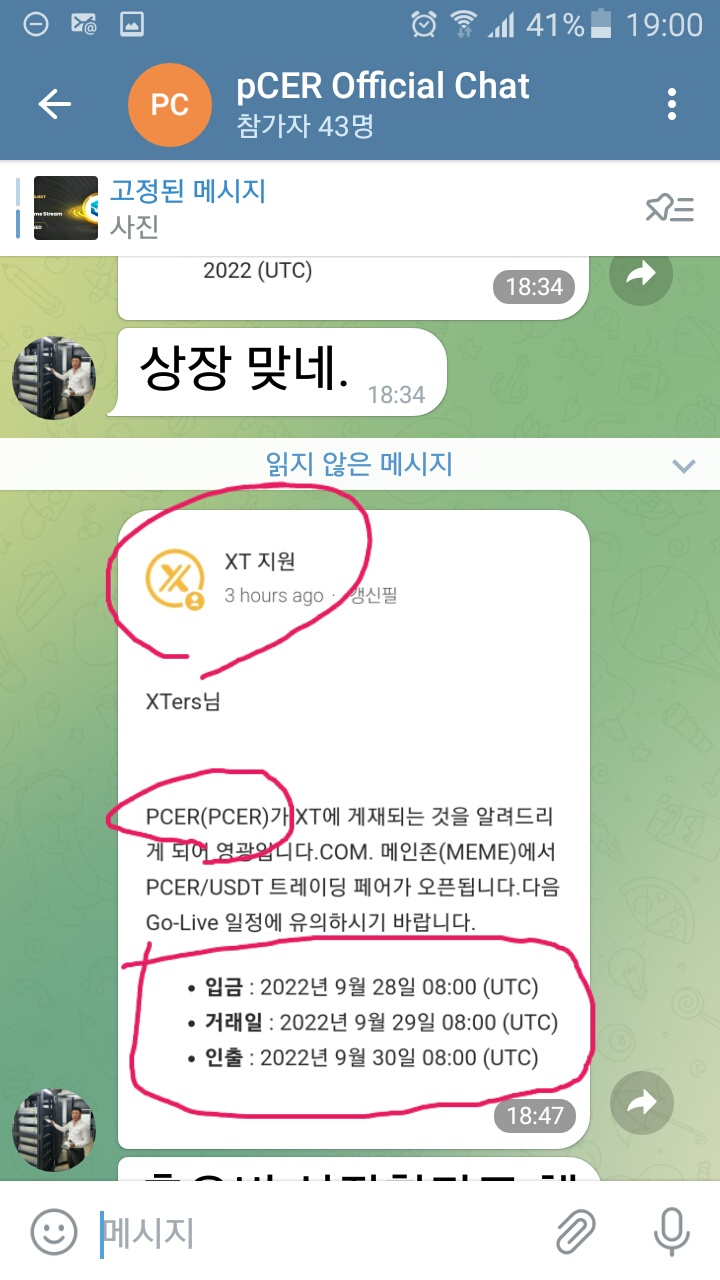 41% 19:00
PC
pCER Official Chat
참가자 43명
고정된 메시지
사진
2022 (UTC)
18:34
상장 맞네.
18:34
읽지 않은 메시지
XT 지원
3 hours ago · 갱신필
XTers님
PCER(PCER)가 XT에 게재되는 것을 알려드리
게 되어 영광입니다.COM. 메인존(MEME)에서
PCER/USDT 트레이딩 페어가 오픈됩니다.다음
Go-Live 일정에 유의하시기 바랍니다.
• 입금 : 2022년 9월 28일 08:00 (UTC)
• 거래일 : 2022년 9월 29일 08:00 (UTC)
• 인출 : 2022년 9월 30일 08:00 (UTC)
18:47
메시지